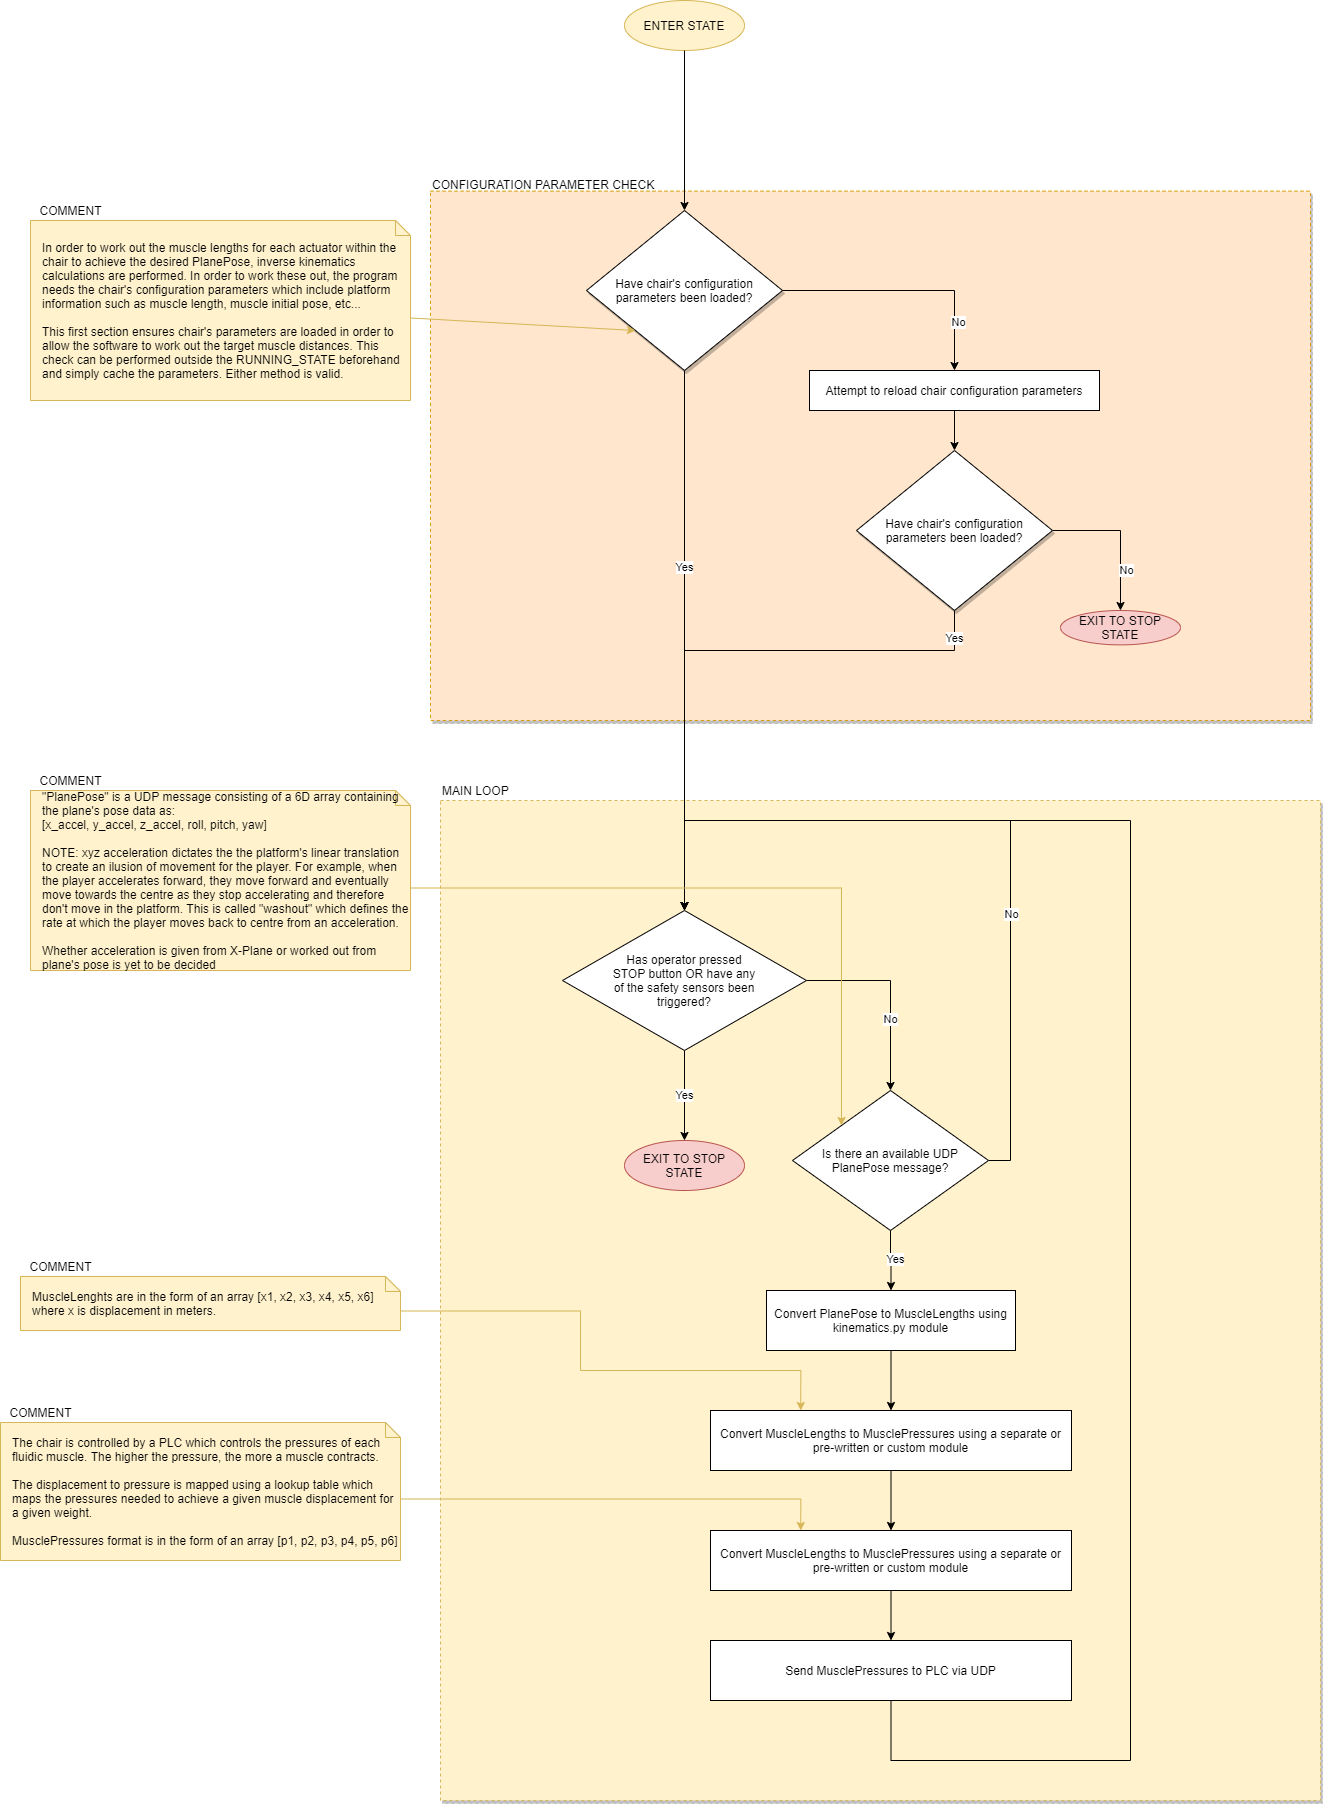 ENTER STATE
CONFIGURATION PARAMETER CHECK
COMMENT
In order to work out the muscle lengths for each actuator within the
chair to achieve the desired PlanePose, inverse kinematics
calculations are performed. In order to work these out, the program
needs the chair's configuration parameters which include platform
information such as muscle length, muscle initial pose, etc...
This first section ensures chair's parameters are loaded in order to
allow the software to work out the target muscle distances. This
check can be performed outside the RUNNING_STATE beforehand
and simply cache the parameters. Either method is valid.
Have chair's configuration
parameters been loaded?
No
Attempt to reload chair configuration parameters
Have chair's configuration
parameters been loaded?
Yes
No
EXIT TO STOP
STATE
Yes
COMMENT
"PlanePose" is a UDP message consisting of a 6D array containing
the plane's pose data as:
[x_accel, y_accel, z_accel, roll, pitch, yaw]
NOTE: xyz acceleration dictates the the platform's linear translation
to create an ilusion of movement for the player. For example, when
the player accelerates forward, they move forward and eventually
move towards the centre as they stop accelerating and therefore
don't move in the platform. This is called "washout" which defines the
rate at which the player moves back to centre from an acceleration.
Whether acceleration is given from X-Plane or worked out from
plane's pose is yet to be decided
MAIN LOOP
No
Has operator pressed
STOP button OR have any
of the safety sensors been
triggered?
No
Yes
EXIT TO STOP
STATE
Is there an available UDP
PlanePose message?
Yes
COMMENT
MuscleLenghts are in the form of an array [x1, x2, x3, x4, x5, x6]
where x is displacement in meters.
Convert PlanePose to MuscleLengths using
kinematics.py module
COMMENT
The chair is controlled by a PLC which controls the pressures of each
fluidic muscle. The higher the pressure, the more a muscle contracts.
The displacement to pressure is mapped using a lookup table which
maps the pressures needed to achieve a given muscle displacement for
a given weight.
MusclePressures format is in the form of an array [p1, p2, p3, p4, p5, p6]
Convert MuscleLengths to MusclePressures using a separate or
pre-written or custom module
Convert MuscleLengths to MusclePressures using a separate or
pre-written or custom module
Send MusclePressures to PLC via UDP